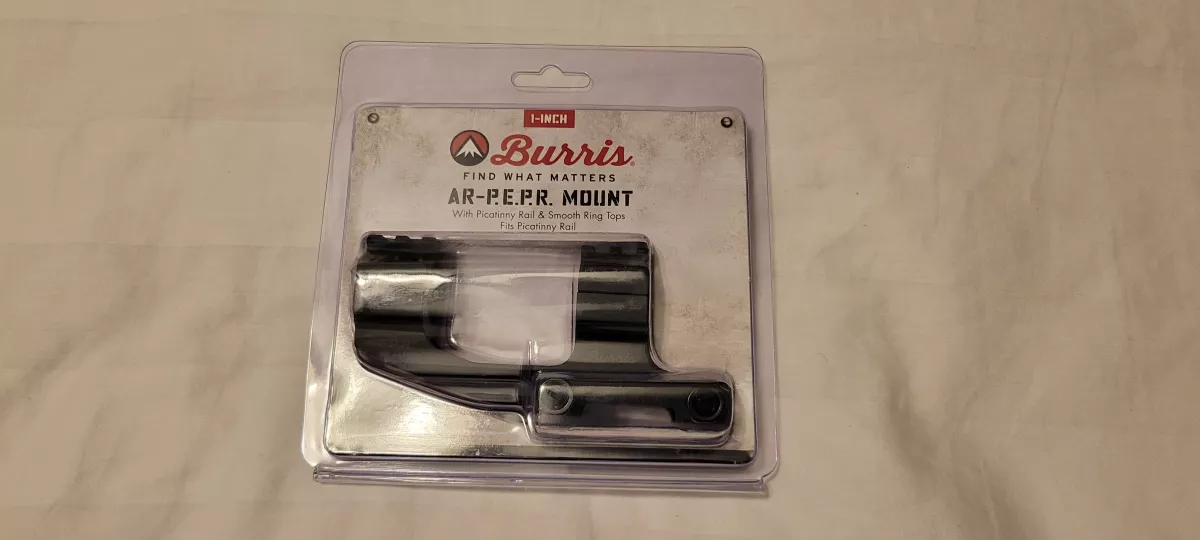 1-INCH
Burris
FIND WHAT MATTERS
AR-P.E.P.R. MOUNT
With Picatinny Rail & Smooth Ring Tops
Fits Picatinny Rail